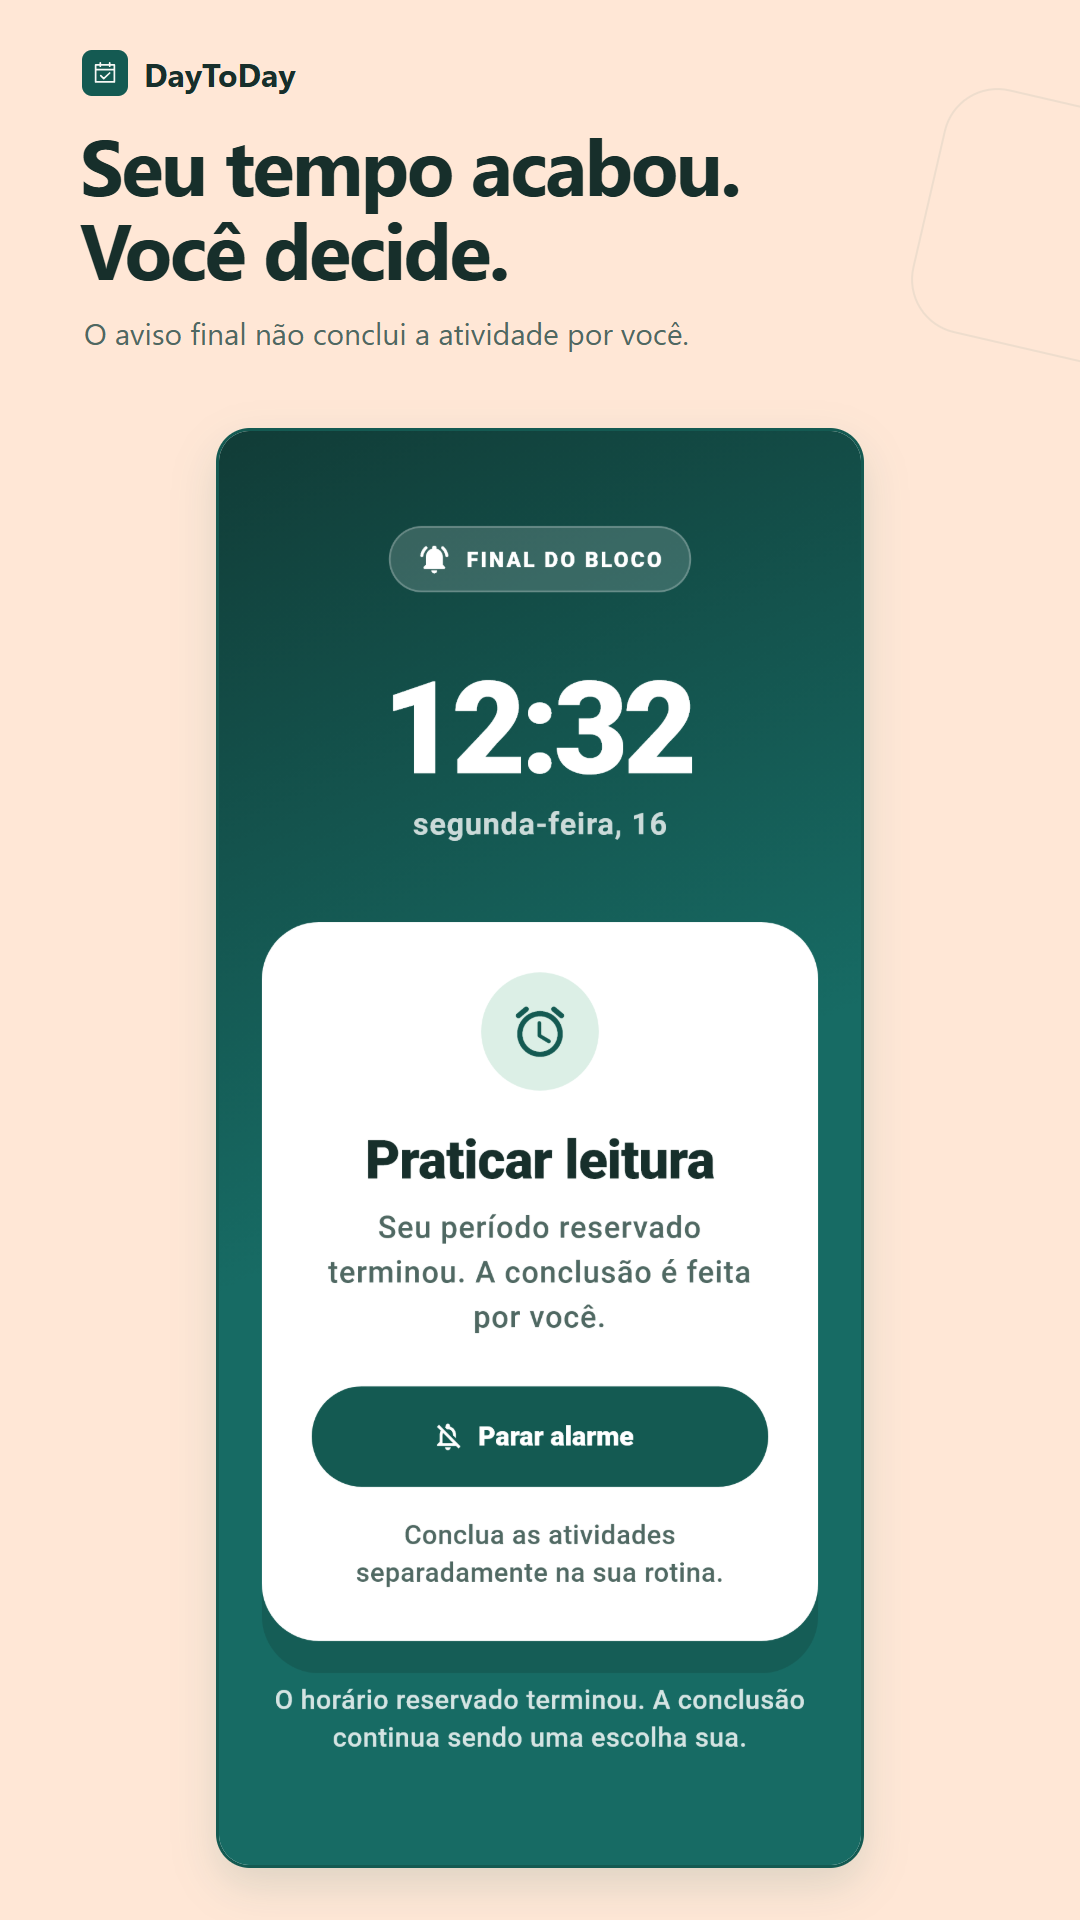 DayToDay
Seu tempo acabou.
Você decide.
O aviso final não conclui a atividade por você.
FINAL DO BLOCO
12:32
segunda-feira, 16
Praticar leitura
Seu período reservado
terminou. A conclusão é feita
por você.
Parar alarme
Conclua as atividades
separadamente na sua rotina.
O horário reservado terminou. A conclusão
continua sendo uma escolha sua.